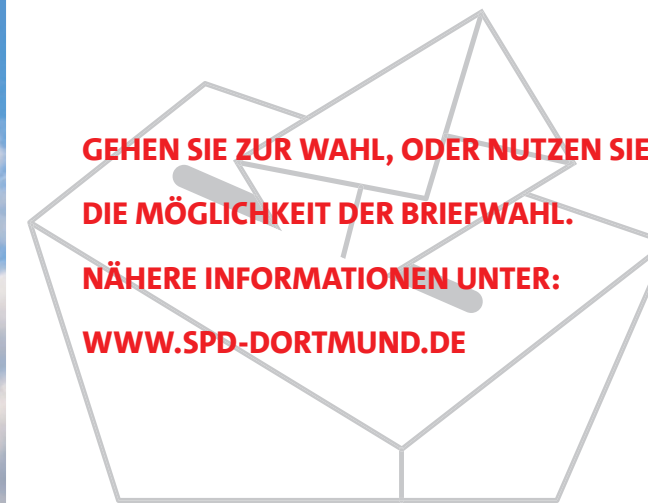 GEHEN SIE ZUR WAHL, ODER NUTZEN SIE
DIE MÖGLICHKEIT DER BRIEFWAHL.
NÄHERE INFORMATIONEN UNTER:
WWW.SPD-DORTMUND.DE